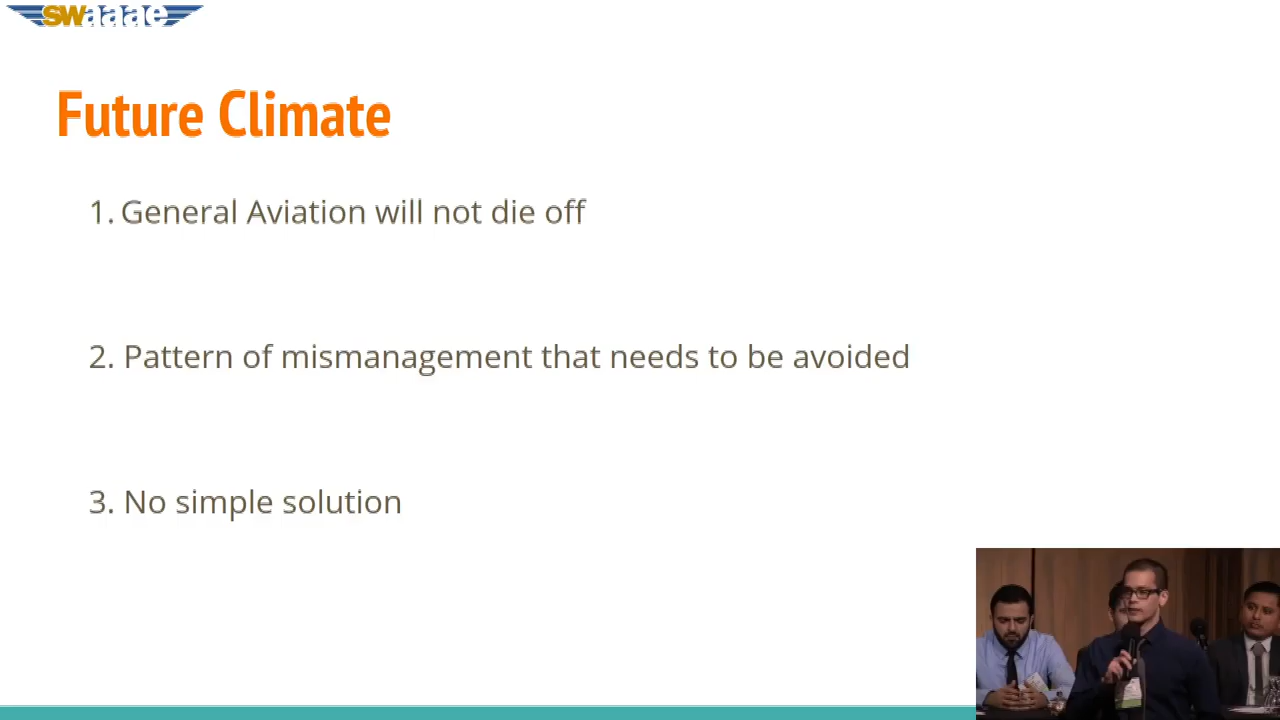 swaaae
Future Climate
1. General Aviation will not die off
2. Pattern of mismanagement that needs to be avoided
3. No simple solution